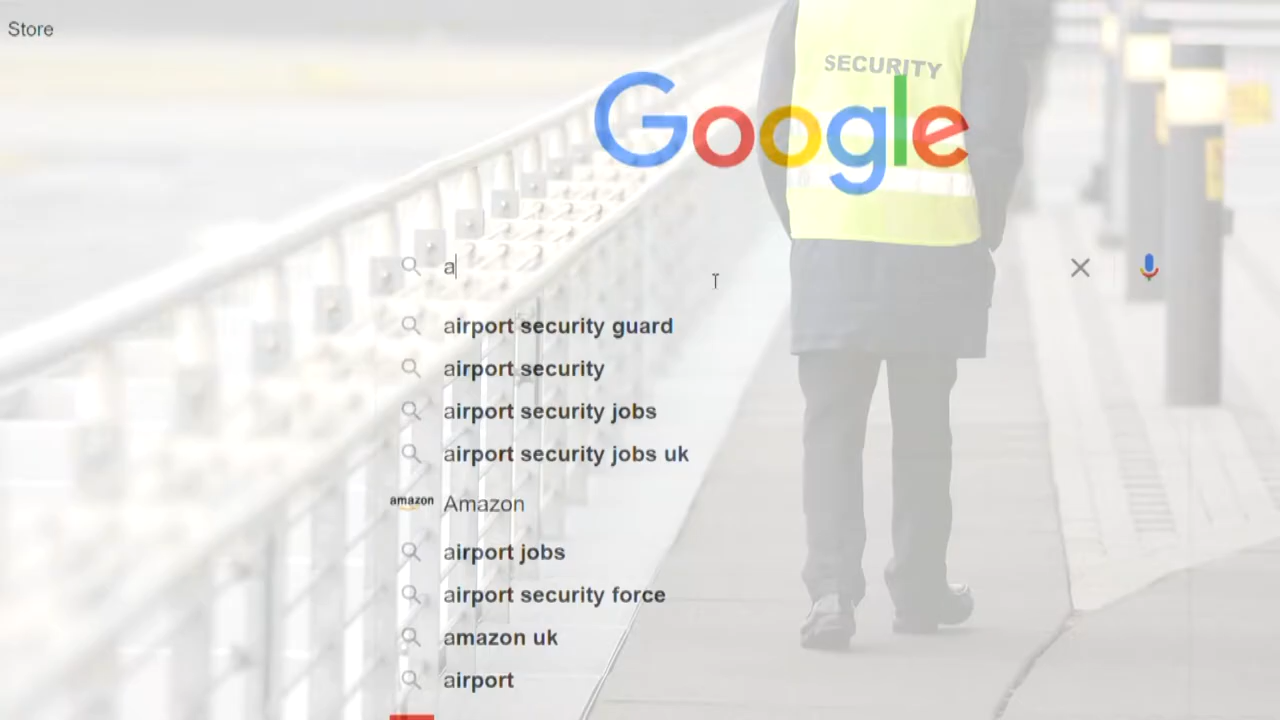 Store
SECURITY
Google
a
airport security guard
airport security
airport security jobs
airport security jobs uk
amazon Amazon
airport jobs
airport security force
amazon uk
airport